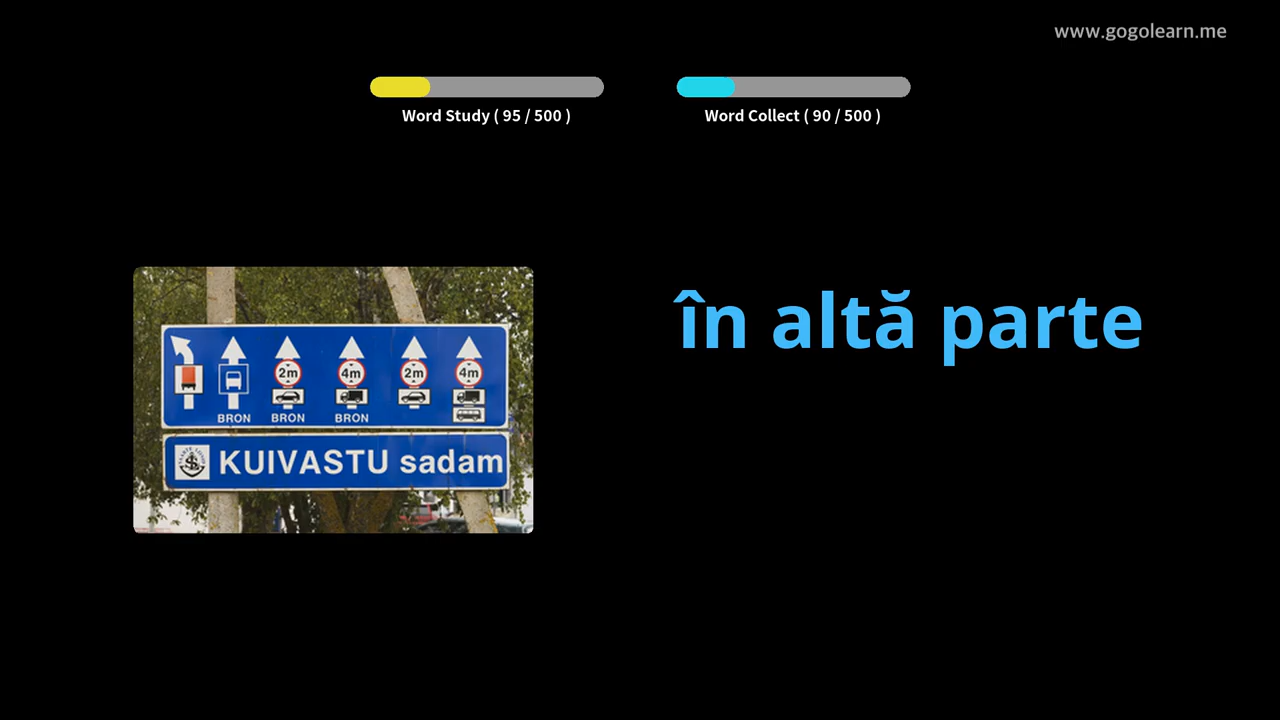 www.gogolearn.me
Word Study ( 95 / 500 )
Word Collect ( 90 / 500 )
în altă parte
2m 4m 2m 4m
BRON BRON BRON
KUIVASTU sadam